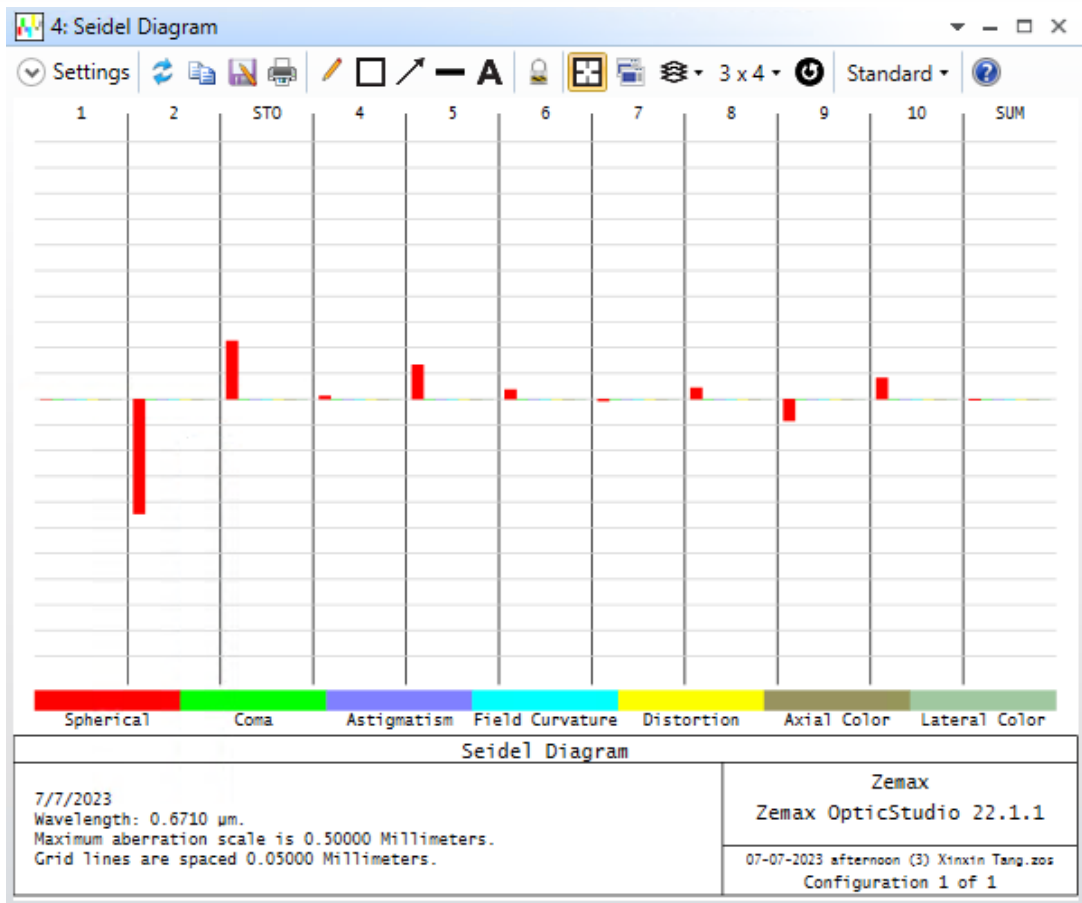 4: Seidel Diagram
Settings
A
3 x 4
Standard
1 2 STO 4 5 6 7 8 9 10 SUM
Spherical Coma Astigmatism Field Curvature Distortion Axial Color Lateral Color
Seidel Diagram
7/7/2023
Wavelength: 0.6710 µm.
Maximum aberration scale is 0.50000 Millimeters.
Grid lines are spaced 0.05000 Millimeters.
Zemax
Zemax OpticStudio 22.1.1
07-07-2023 afternoon (3) Xinxin Tang.zos
Configuration 1 of 1